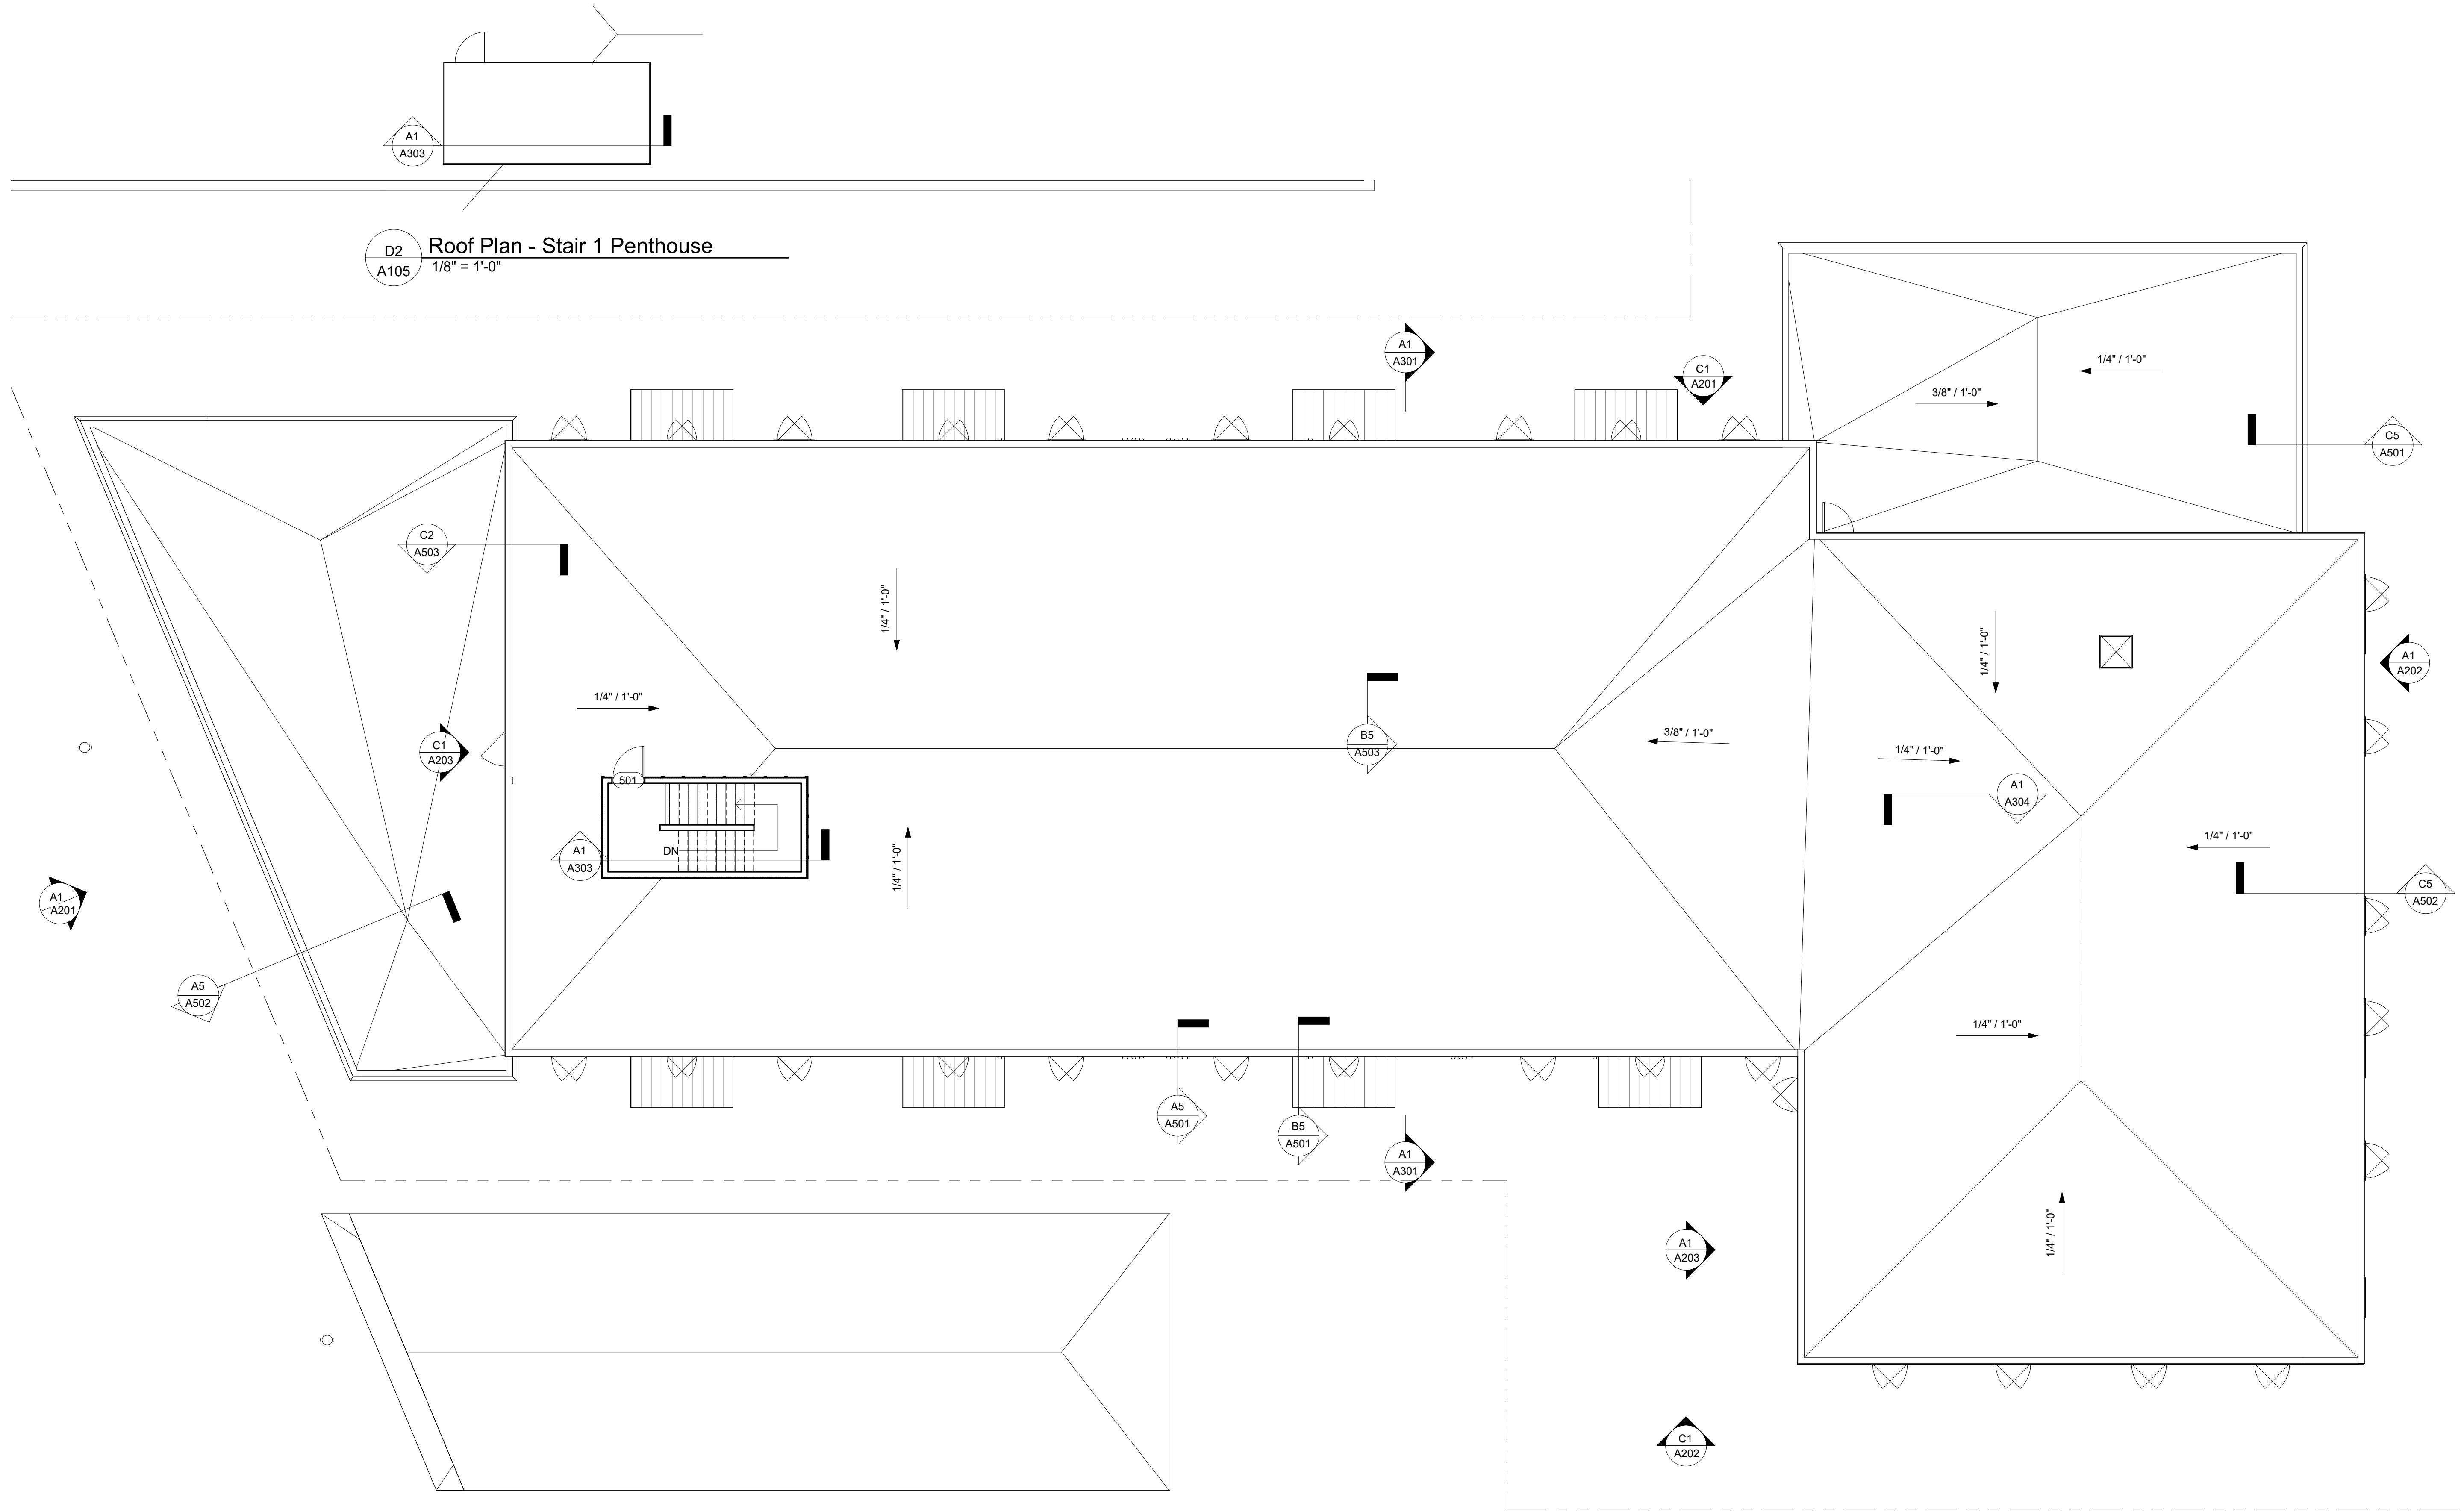 A1
A303
D2
A105
Roof Plan - Stair 1 Penthouse
1/8" = 1'-0"
A1
A301
C1
A201
1/4" / 1'-0"
3/8" / 1'-0"
C5
A501
C2
A503
1/4" / 1'-0"
1/4" / 1'-0"
A1
A202
1/4" / 1'-0"
C1
A203
B5
A503
3/8" / 1'-0"
1/4" / 1'-0"
501
A1
A304
1/4" / 1'-0"
DN
A1
A303
1/4" / 1'-0"
A1
A201
C5
A502
A5
A502
1/4" / 1'-0"
A5
A501
B5
A501
A1
A301
A1
A203
1/4" / 1'-0"
C1
A202